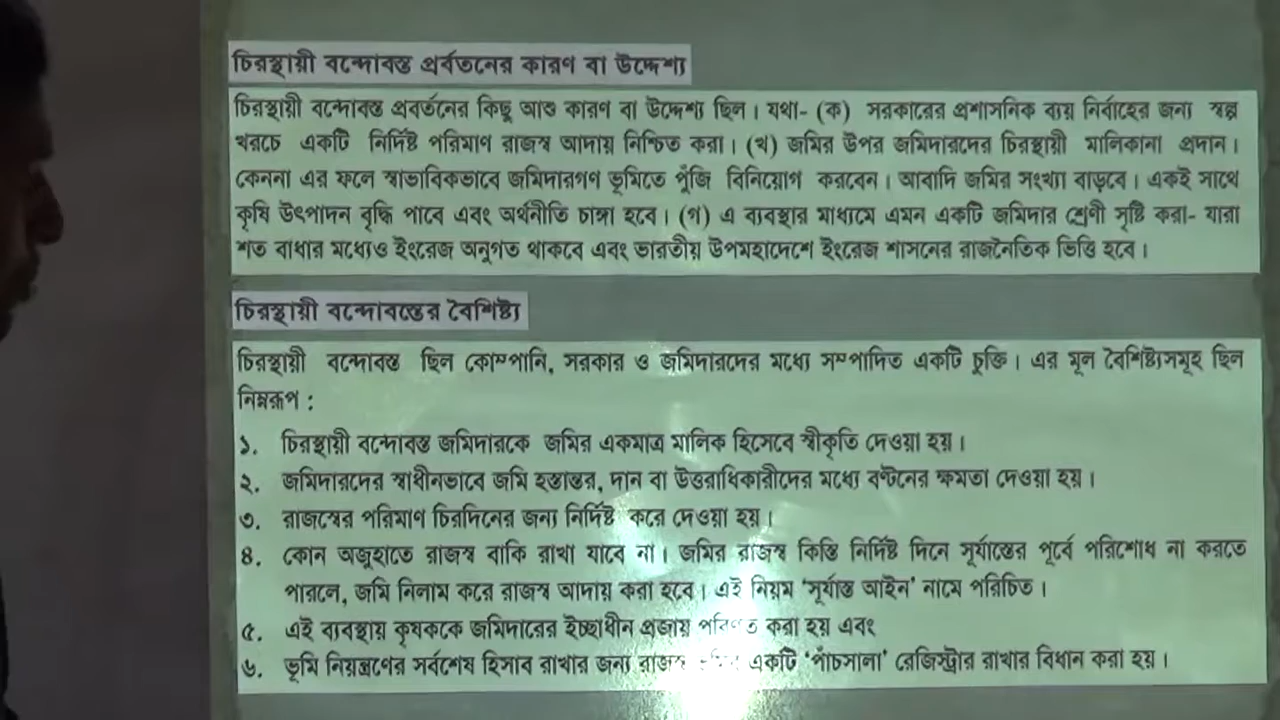 চিরস্থায়ী বন্দোবস্ত প্রর্বতনের কারণ বা উদ্দেশ্য
চিরস্থায়ী বন্দোবস্ত প্রবর্তনের কিছু আশু কারণ বা উদ্দেশ্য ছিল। যথা- (ক) সরকারের প্রশাসনিক ব্যয় নির্বাহের জন্য স্বল্প
খরচে একটি নির্দিষ্ট পরিমাণ রাজস্ব আদায় নিশ্চিত করা। (খ) জমির উপর জমিদারদের চিরস্থায়ী মালিকানা প্রদান।
কেননা এর ফলে স্বাভাবিকভাবে জমিদারগণ ভূমিতে পুঁজি বিনিয়োগ করবেন। আবাদি জমির সংখ্যা বাড়বে। একই সাথে
কৃষি উৎপাদন বৃদ্ধি পাবে এবং অর্থনীতি চাঙ্গা হবে। (গ) এ ব্যবস্থার মাধ্যমে এমন একটি জমিদার শ্রেণী সৃষ্টি করা- যারা
শত বাধার মধ্যেও ইংরেজ অনুগত থাকবে এবং ভারতীয় উপমহাদেশে ইংরেজ শাসনের রাজনৈতিক ভিত্তি হবে।
চিরস্থায়ী বন্দোবস্তের বৈশিষ্ট্য
চিরস্থায়ী বন্দোবস্ত ছিল কোম্পানি, সরকার ও জমিদারদের মধ্যে সম্পাদিত একটি চুক্তি। এর মূল বৈশিষ্ট্যসমূহ ছিল
নিম্নরূপ :
১. চিরস্থায়ী বন্দোবস্ত জমিদারকে জমির একমাত্র মালিক হিসেবে স্বীকৃতি দেওয়া হয়।
২. জমিদারদের স্বাধীনভাবে জমি হস্তান্তর, দান বা উত্তরাধিকারীদের মধ্যে বণ্টনের ক্ষমতা দেওয়া হয়।
৩. রাজস্বের পরিমাণ চিরদিনের জন্য নির্দিষ্ট করে দেওয়া হয়।
৪. কোন অজুহাতে রাজস্ব বাকি রাখা যাবে না। জমির রাজস্ব কিস্তি নির্দিষ্ট দিনে সূর্যাস্তের পূর্বে পরিশোধ না করতে
পারলে, জমি নিলাম করে রাজস্ব আদায় করা হবে। এই নিয়ম ‘সূর্যাস্ত আইন’ নামে পরিচিত।
৫. এই ব্যবস্থায় কৃষককে জমিদারের ইচ্ছাধীন প্রজায় পরিণত করা হয় এবং
৬. ভূমি নিয়ন্ত্রণের সর্বশেষ হিসাব রাখার জন্য একটি ‘পাঁচসালা’ রেজিস্ট্রার রাখার বিধান করা হয়।